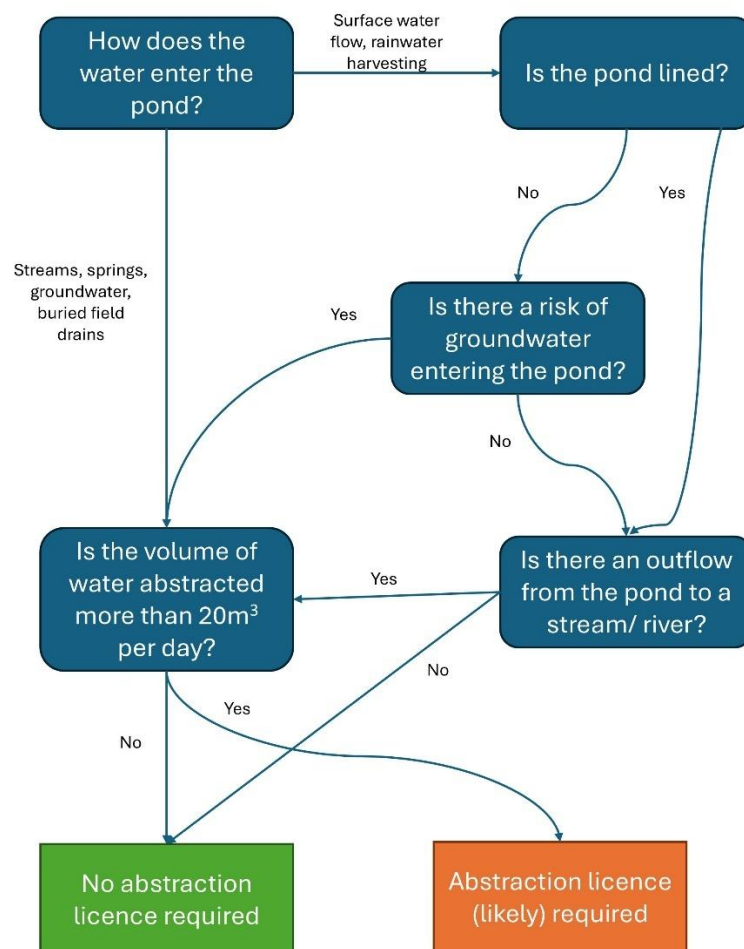 How does the
water enter the
pond?
Surface water
flow, rainwater
harvesting
Is the pond lined?
No
Yes
Streams, springs,
groundwater,
buried field
drains
Yes
Is there a risk of
groundwater
entering the pond?
No
Is the volume of
water abstracted
more than 20m³
per day?
Yes
Is there an outflow
from the pond to a
stream/ river?
No
Yes
No
No abstraction
licence required
Abstraction licence
(likely) required